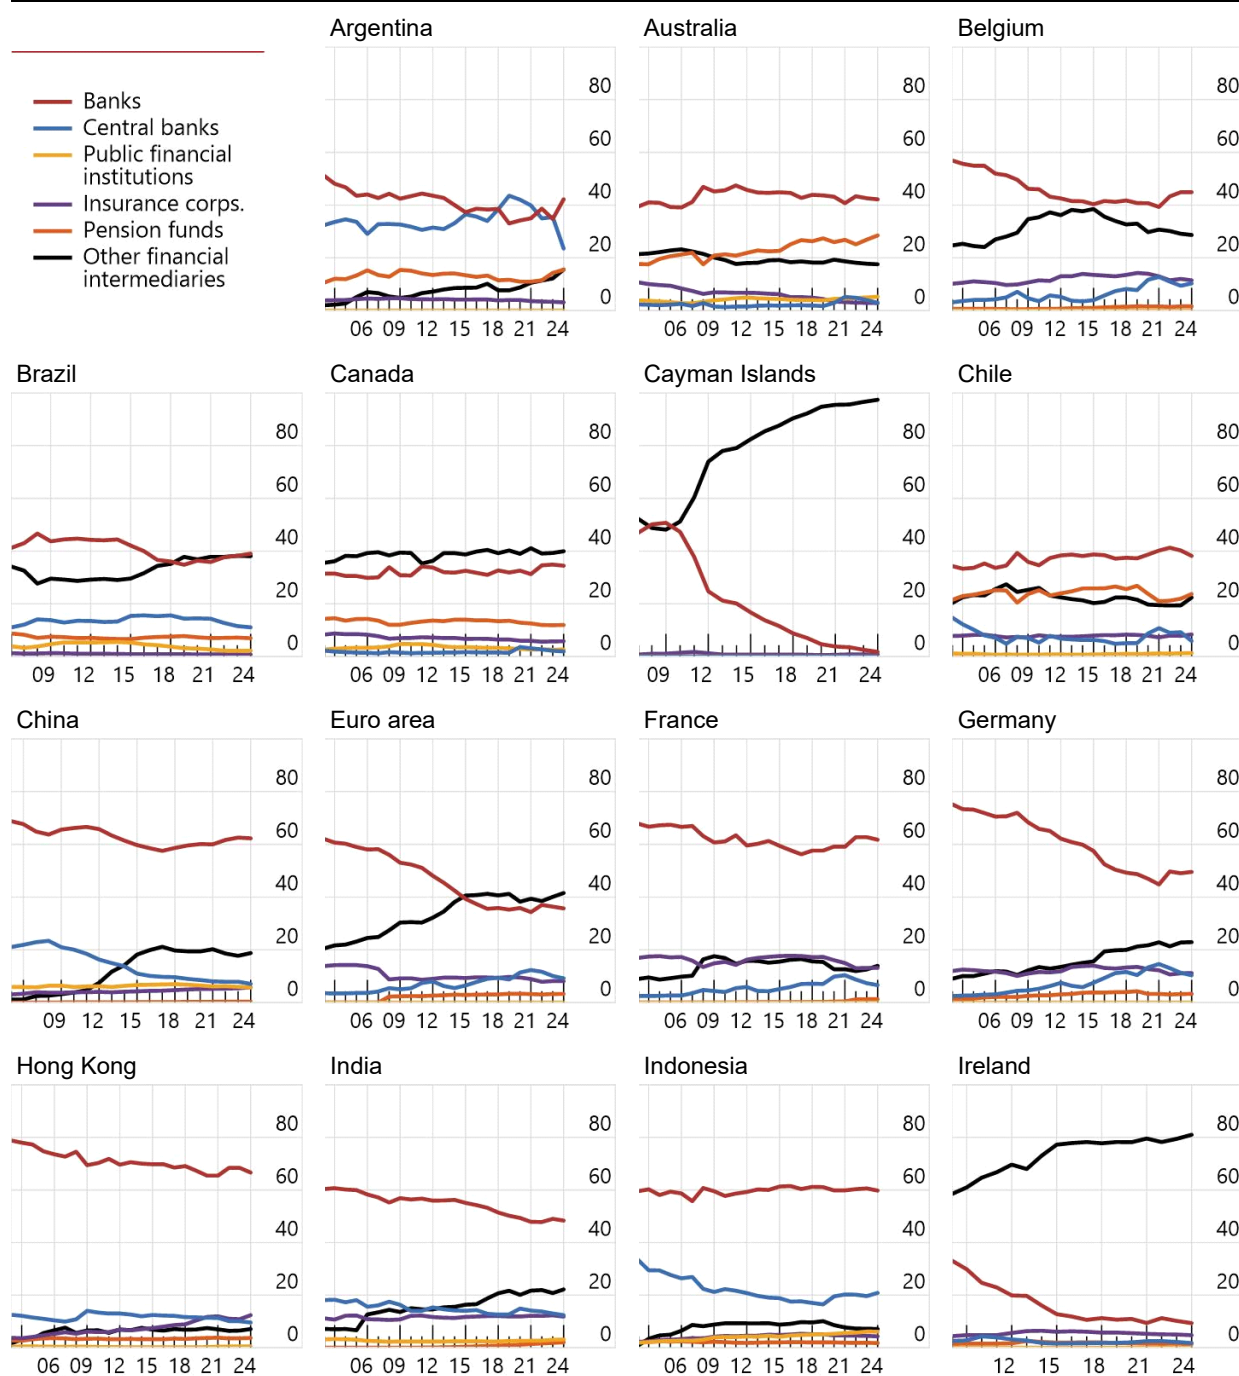 Argentina
Australia
Belgium
Banks
Central banks
Public financial
institutions
Insurance corps.
Pension funds
Other financial
intermediaries
80
60
40
20
0
06 09 12 15 18 21 24
80
60
40
20
0
06 09 12 15 18 21 24
80
60
40
20
0
06 09 12 15 18 21 24
Brazil
Canada
Cayman Islands
Chile
80
60
40
20
0
09 12 15 18 21 24
80
60
40
20
0
06 09 12 15 18 21 24
80
60
40
20
0
09 12 15 18 21 24
80
60
40
20
0
06 09 12 15 18 21 24
China
Euro area
France
Germany
80
60
40
20
0
09 12 15 18 21 24
80
60
40
20
0
06 09 12 15 18 21 24
80
60
40
20
0
06 09 12 15 18 21 24
80
60
40
20
0
06 09 12 15 18 21 24
Hong Kong
India
Indonesia
Ireland
80
60
40
20
0
06 09 12 15 18 21 24
80
60
40
20
0
06 09 12 15 18 21 24
80
60
40
20
0
06 09 12 15 18 21 24
80
60
40
20
0
12 15 18 21 24